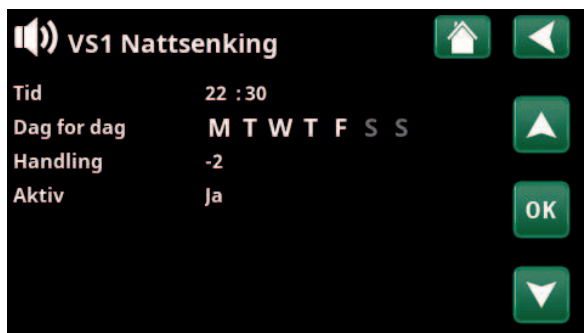 VS1 Nattsenking
Tid 22 :30
Dag for dag M T W T F S S
Handling -2
Aktiv Ja
OK